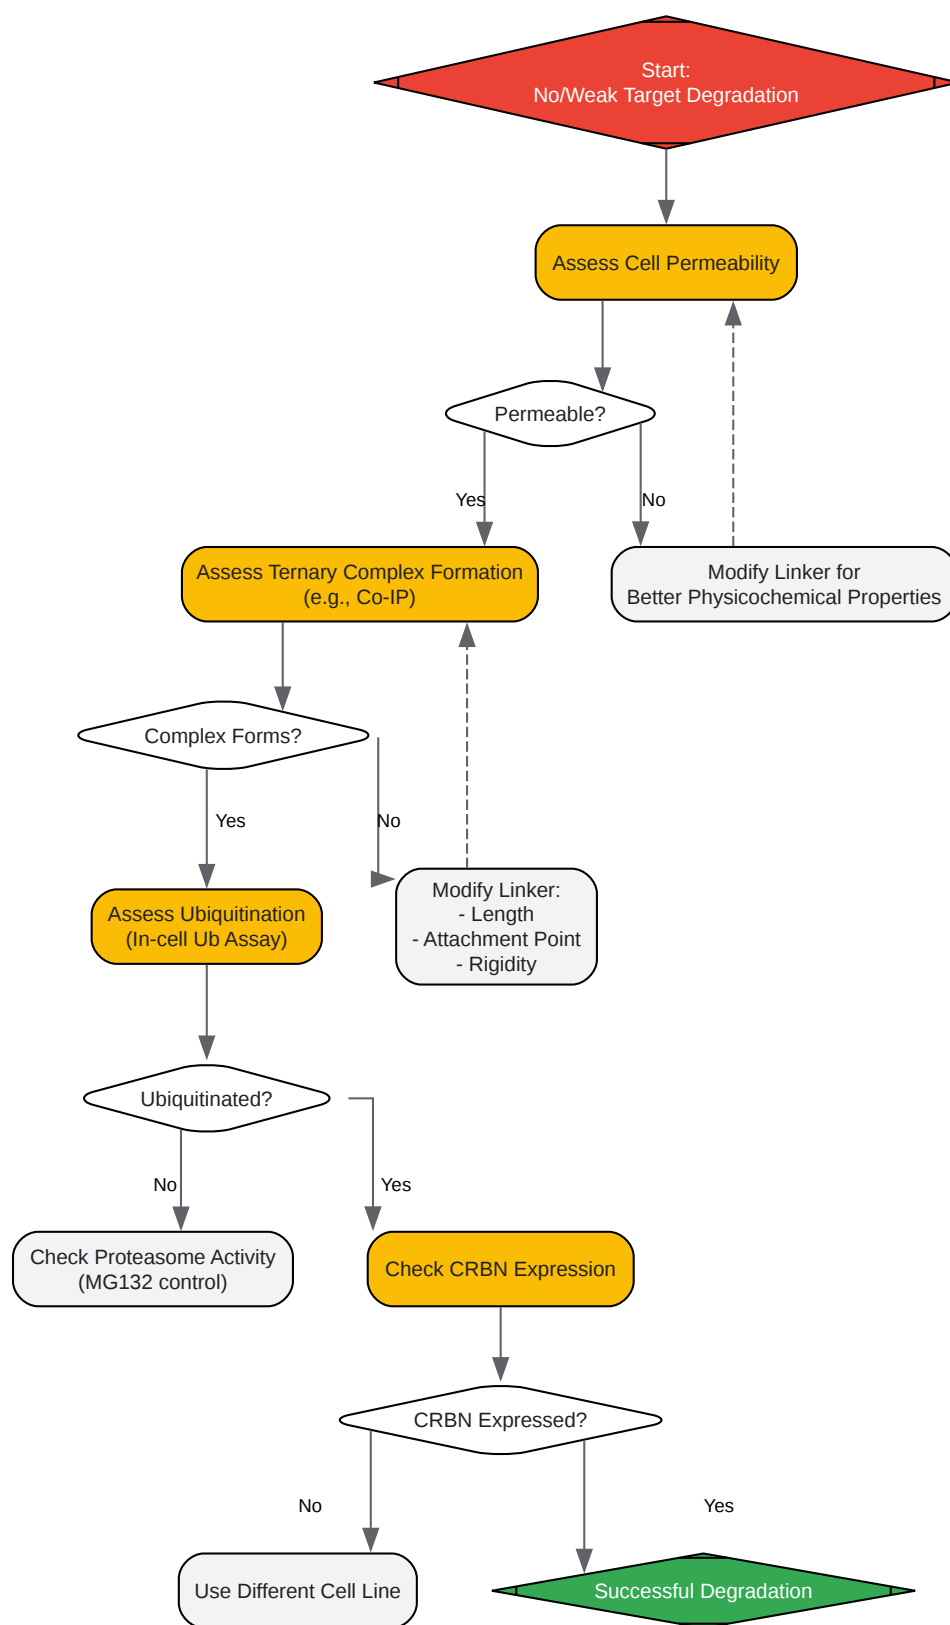 Start:
No/Weak Target Degradation
Assess Cell Permeability
Permeable?
Yes
No
Assess Ternary Complex Formation
(e.g., Co-IP)
Modify Linker for
Better Physicochemical Properties
Complex Forms?
Yes
No
Assess Ubiquitination
(In-cell Ub Assay)
Modify Linker:
- Length
- Attachment Point
- Rigidity
Ubiquitinated?
No
Yes
Check Proteasome Activity
(MG132 control)
Check CRBN Expression
CRBN Expressed?
No
Yes
Use Different Cell Line
Successful Degradation